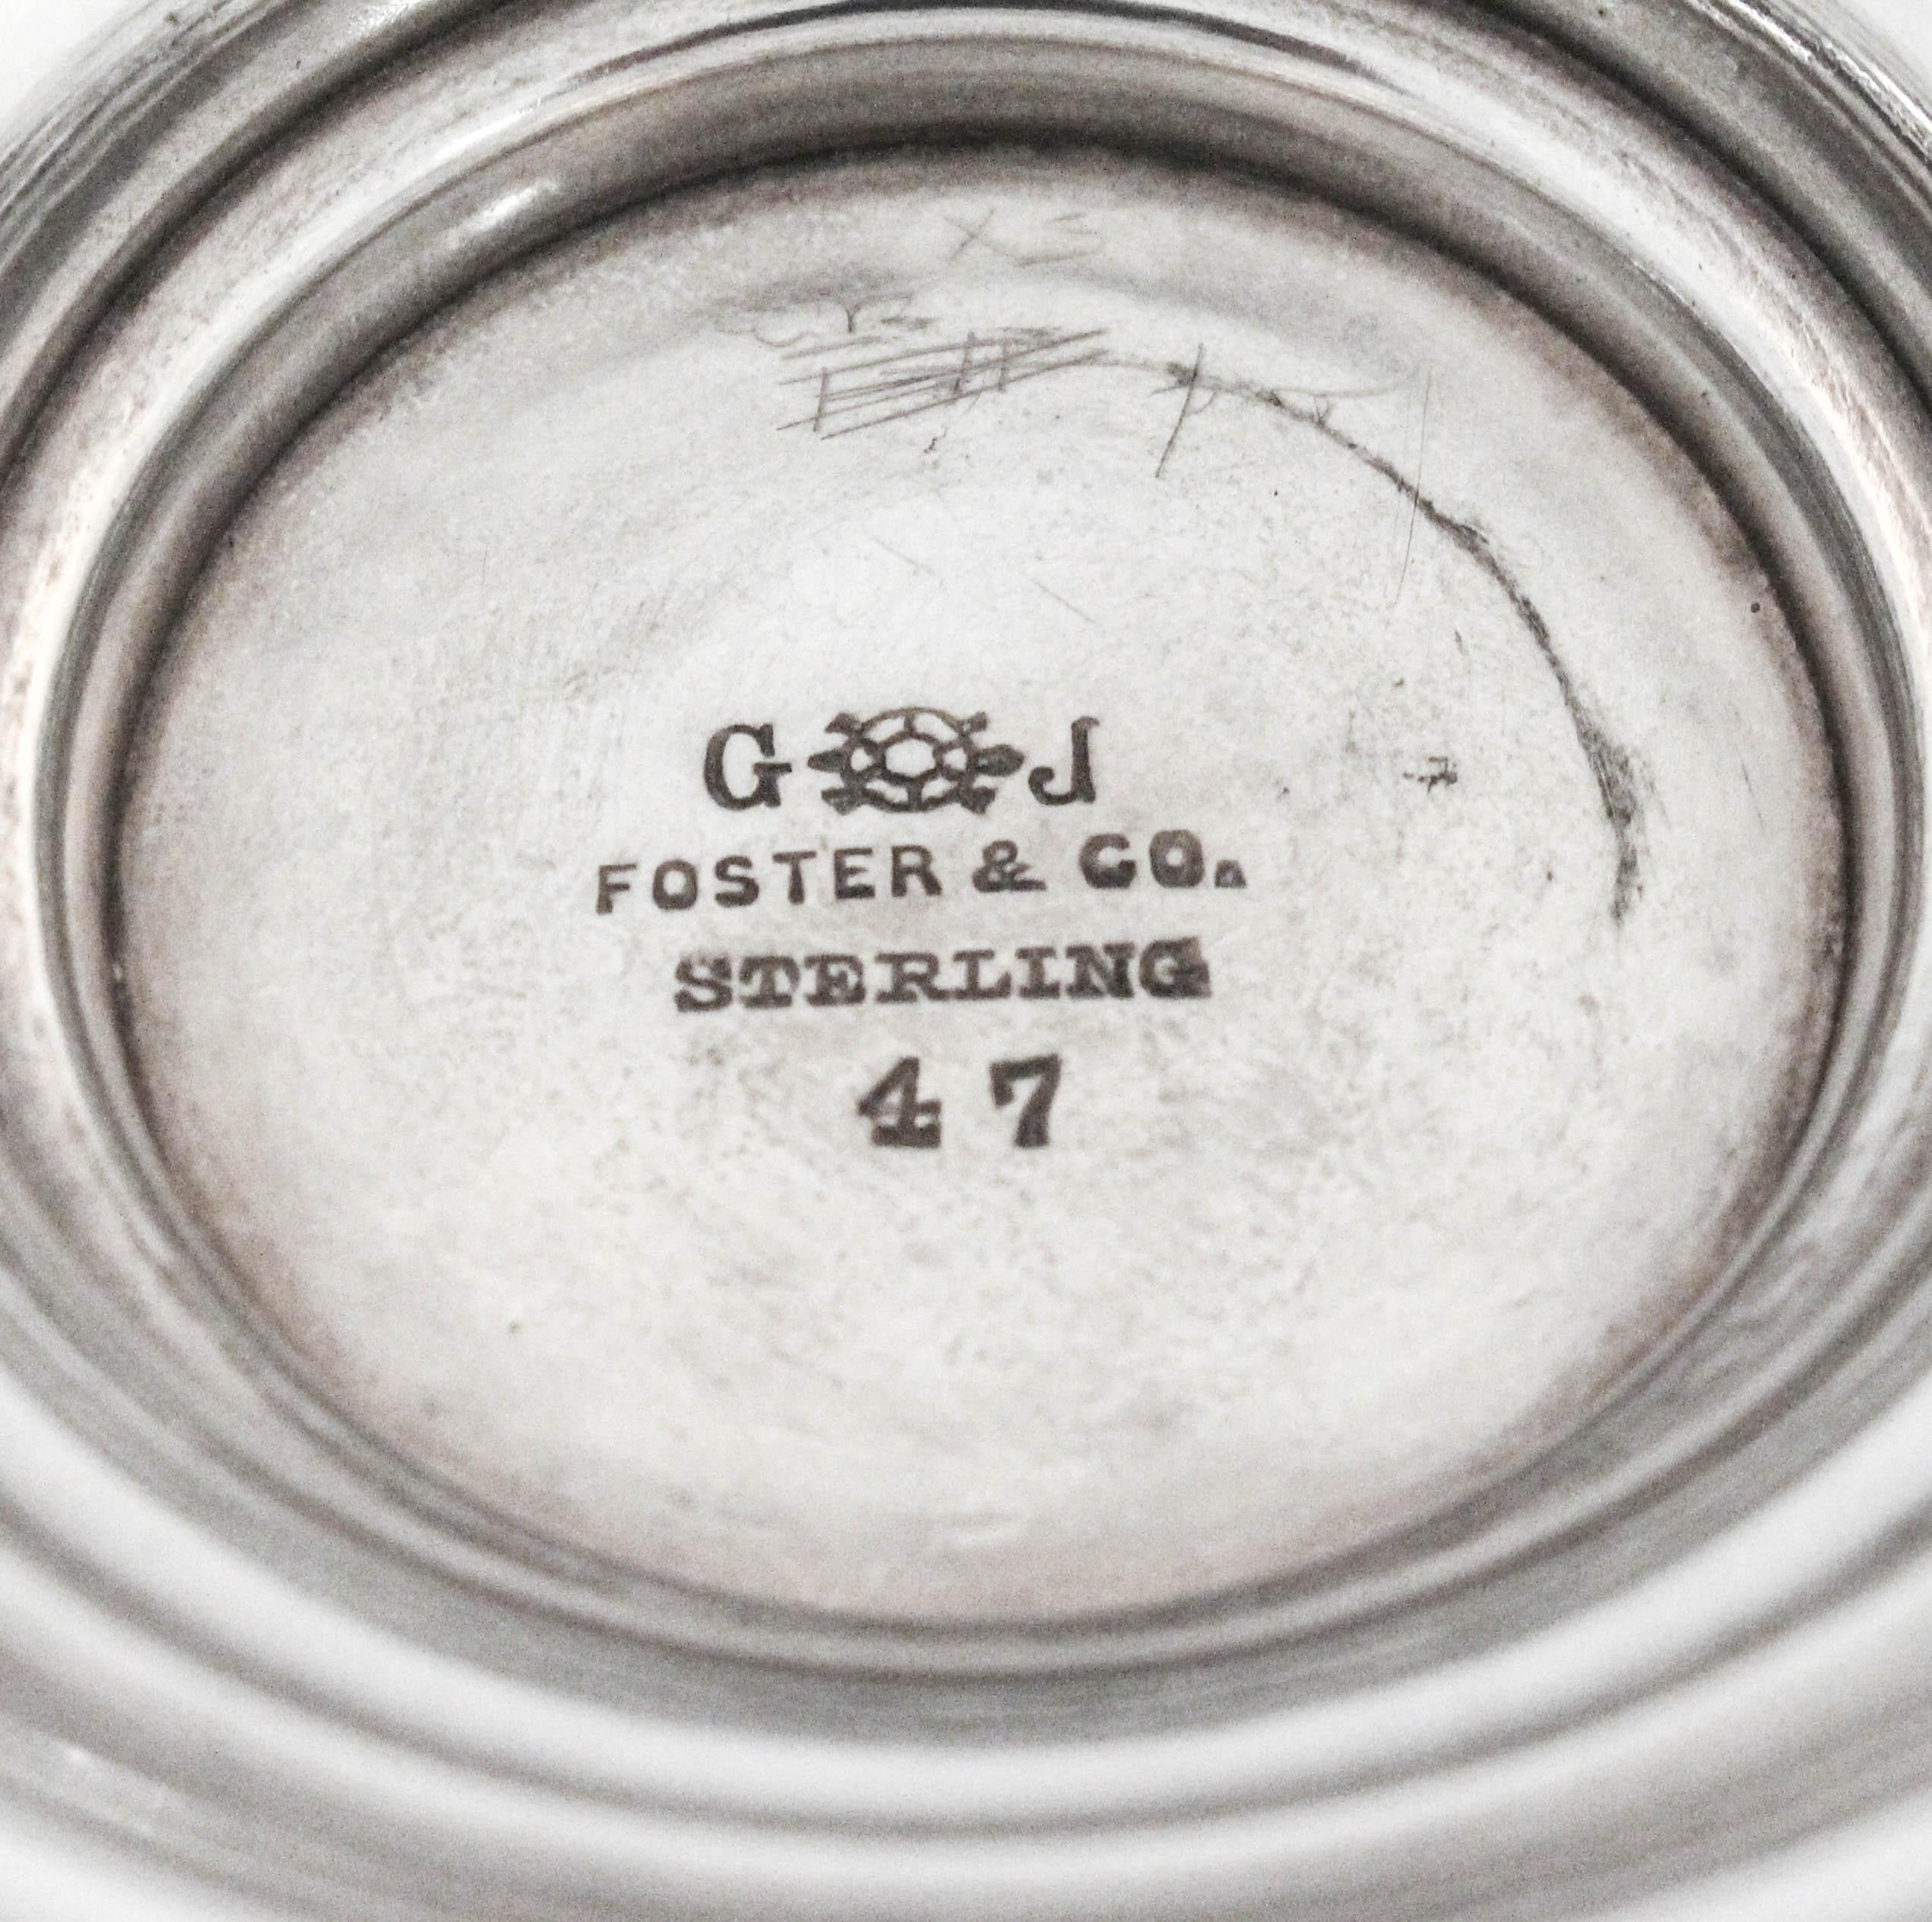 G J
FOSTER & CO.
STERLING
47